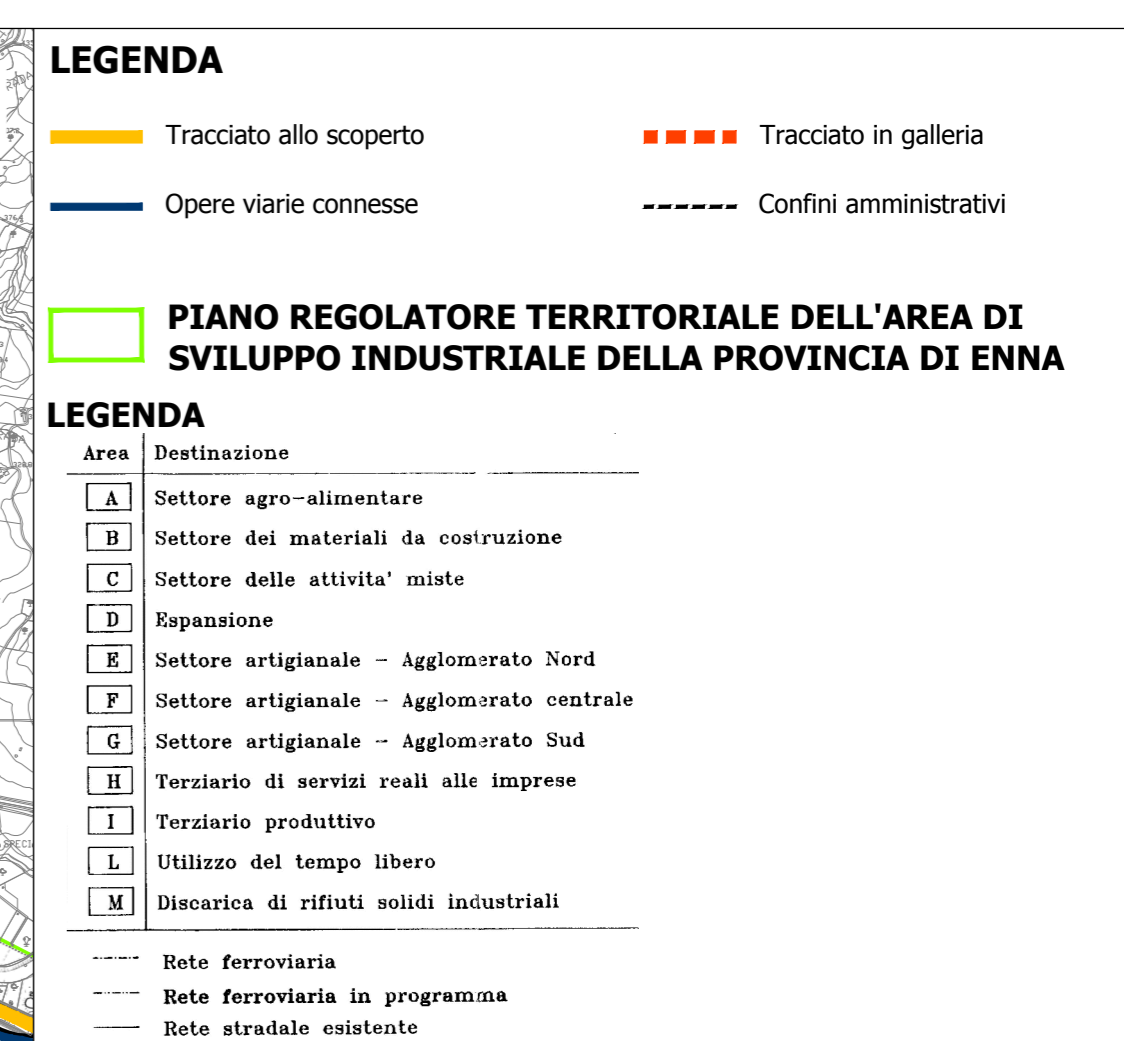 LEGENDA
Tracciato allo scoperto
Tracciato in galleria
Opere viarie connesse
Confini amministrativi
PIANO REGOLATORE TERRITORIALE DELL'AREA DI
SVILUPPO INDUSTRIALE DELLA PROVINCIA DI ENNA
LEGENDA
Area Destinazione
A Settore agro-alimentare
B Settore dei materiali da costruzione
C Settore delle attivita' miste
D Espansione
E Settore artigianale - Agglomerato Nord
F Settore artigianale - Agglomerato centrale
G Settore artigianale - Agglomerato Sud
H Terziario di servizi reali alle imprese
I Terziario produttivo
L Utilizzo del tempo libero
M Discarica di rifiuti solidi industriali
Rete ferroviaria
Rete ferroviaria in programma
Rete stradale esistente